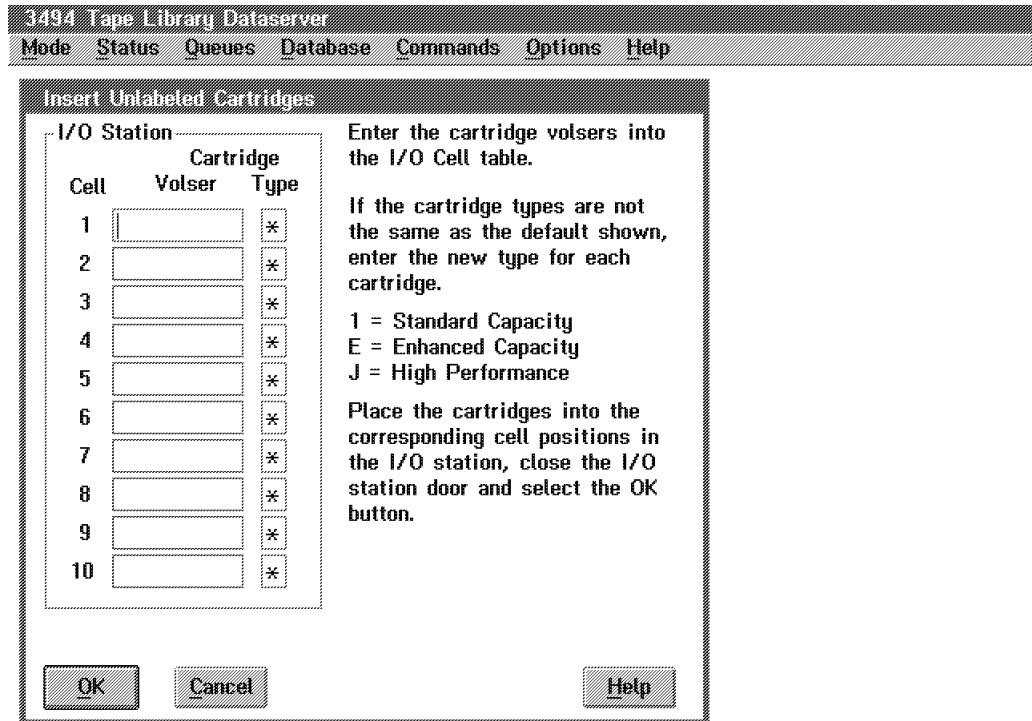 3494 Tape Library Dataserver
Mode Status Queues Database Commands Options Help
Insert Unlabeled Cartridges
I/O Station
Cartridge
Cell Volser Type
1 *
2 *
3 *
4 *
5 *
6 *
7 *
8 *
9 *
10 *
Enter the cartridge volsers into
the I/O Cell table.
If the cartridge types are not
the same as the default shown,
enter the new type for each
cartridge.
1 = Standard Capacity
E = Enhanced Capacity
J = High Performance
Place the cartridges into the
corresponding cell positions in
the I/O station, close the I/O
station door and select the OK
button.
OK Cancel Help